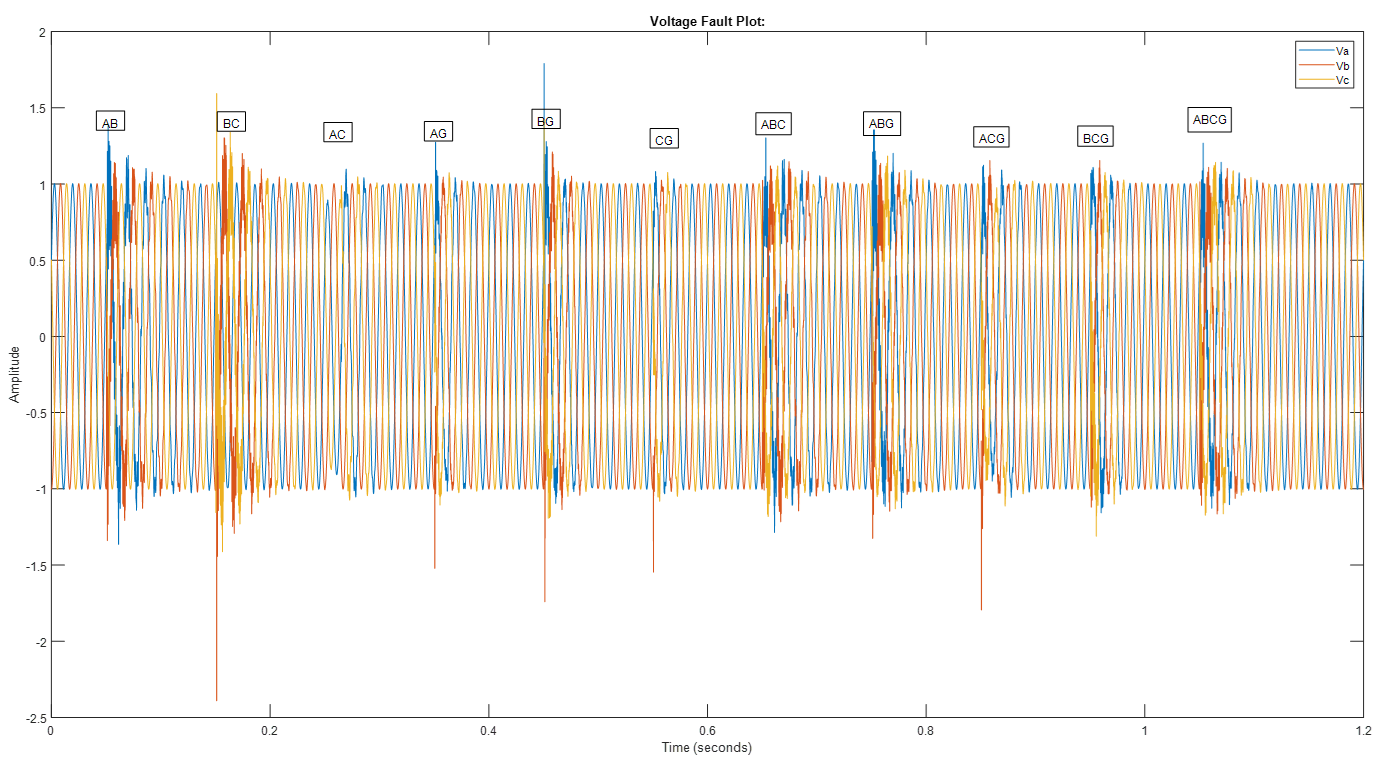 Voltage Fault Plot:
2
1.5
1
0.5
0
-0.5
-1
-1.5
-2
-2.5
Amplitude
AB
BC
AC
AG
BG
CG
ABC
ABG
ACG
BCG
ABCG
Va
Vb
Vc
0
0.2
0.4
0.6
0.8
1
1.2
Time (seconds)